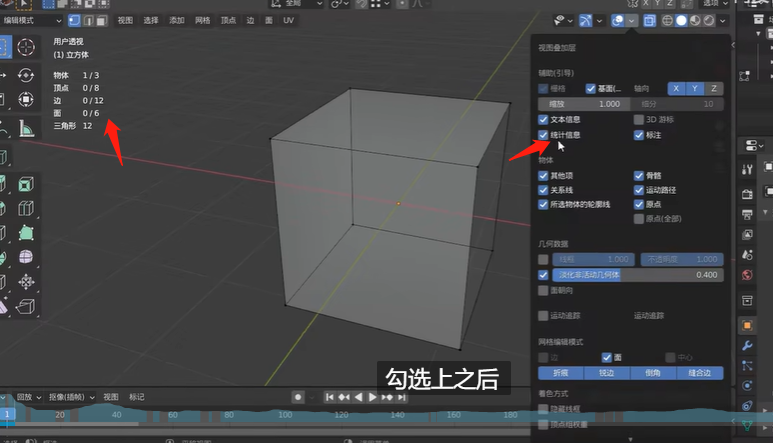 全局
选项
编辑模式
视图 选择 添加 网格 顶点 边 面 UV
用户透视
(1) 立方体
物体 1 / 3
顶点 0 / 8
边 0 / 12
面 0 / 6
三角形 12
视图叠加层
辅助(引导)
栅格 基面(... 轴向 X Y Z
缩放 1.000 细分 10
文本信息 3D 游标
统计信息 标注
物体
其他项 骨骼
关系线 运动路径
所选物体的轮廓线 原点
原点(全部)
几何数据
线框 1.000 不透明度 1.000
淡化非活动几何体 0.400
面朝向
运动追踪 运动追踪
网格编辑模式
边 面 中心
折痕 锐边 倒角 缝合边
着色方式
隐藏线框
顶点组权重
勾选上之后
回放 抠像(插帧) 视图 标记
1 20 40 60 80 100 120 140 160 180